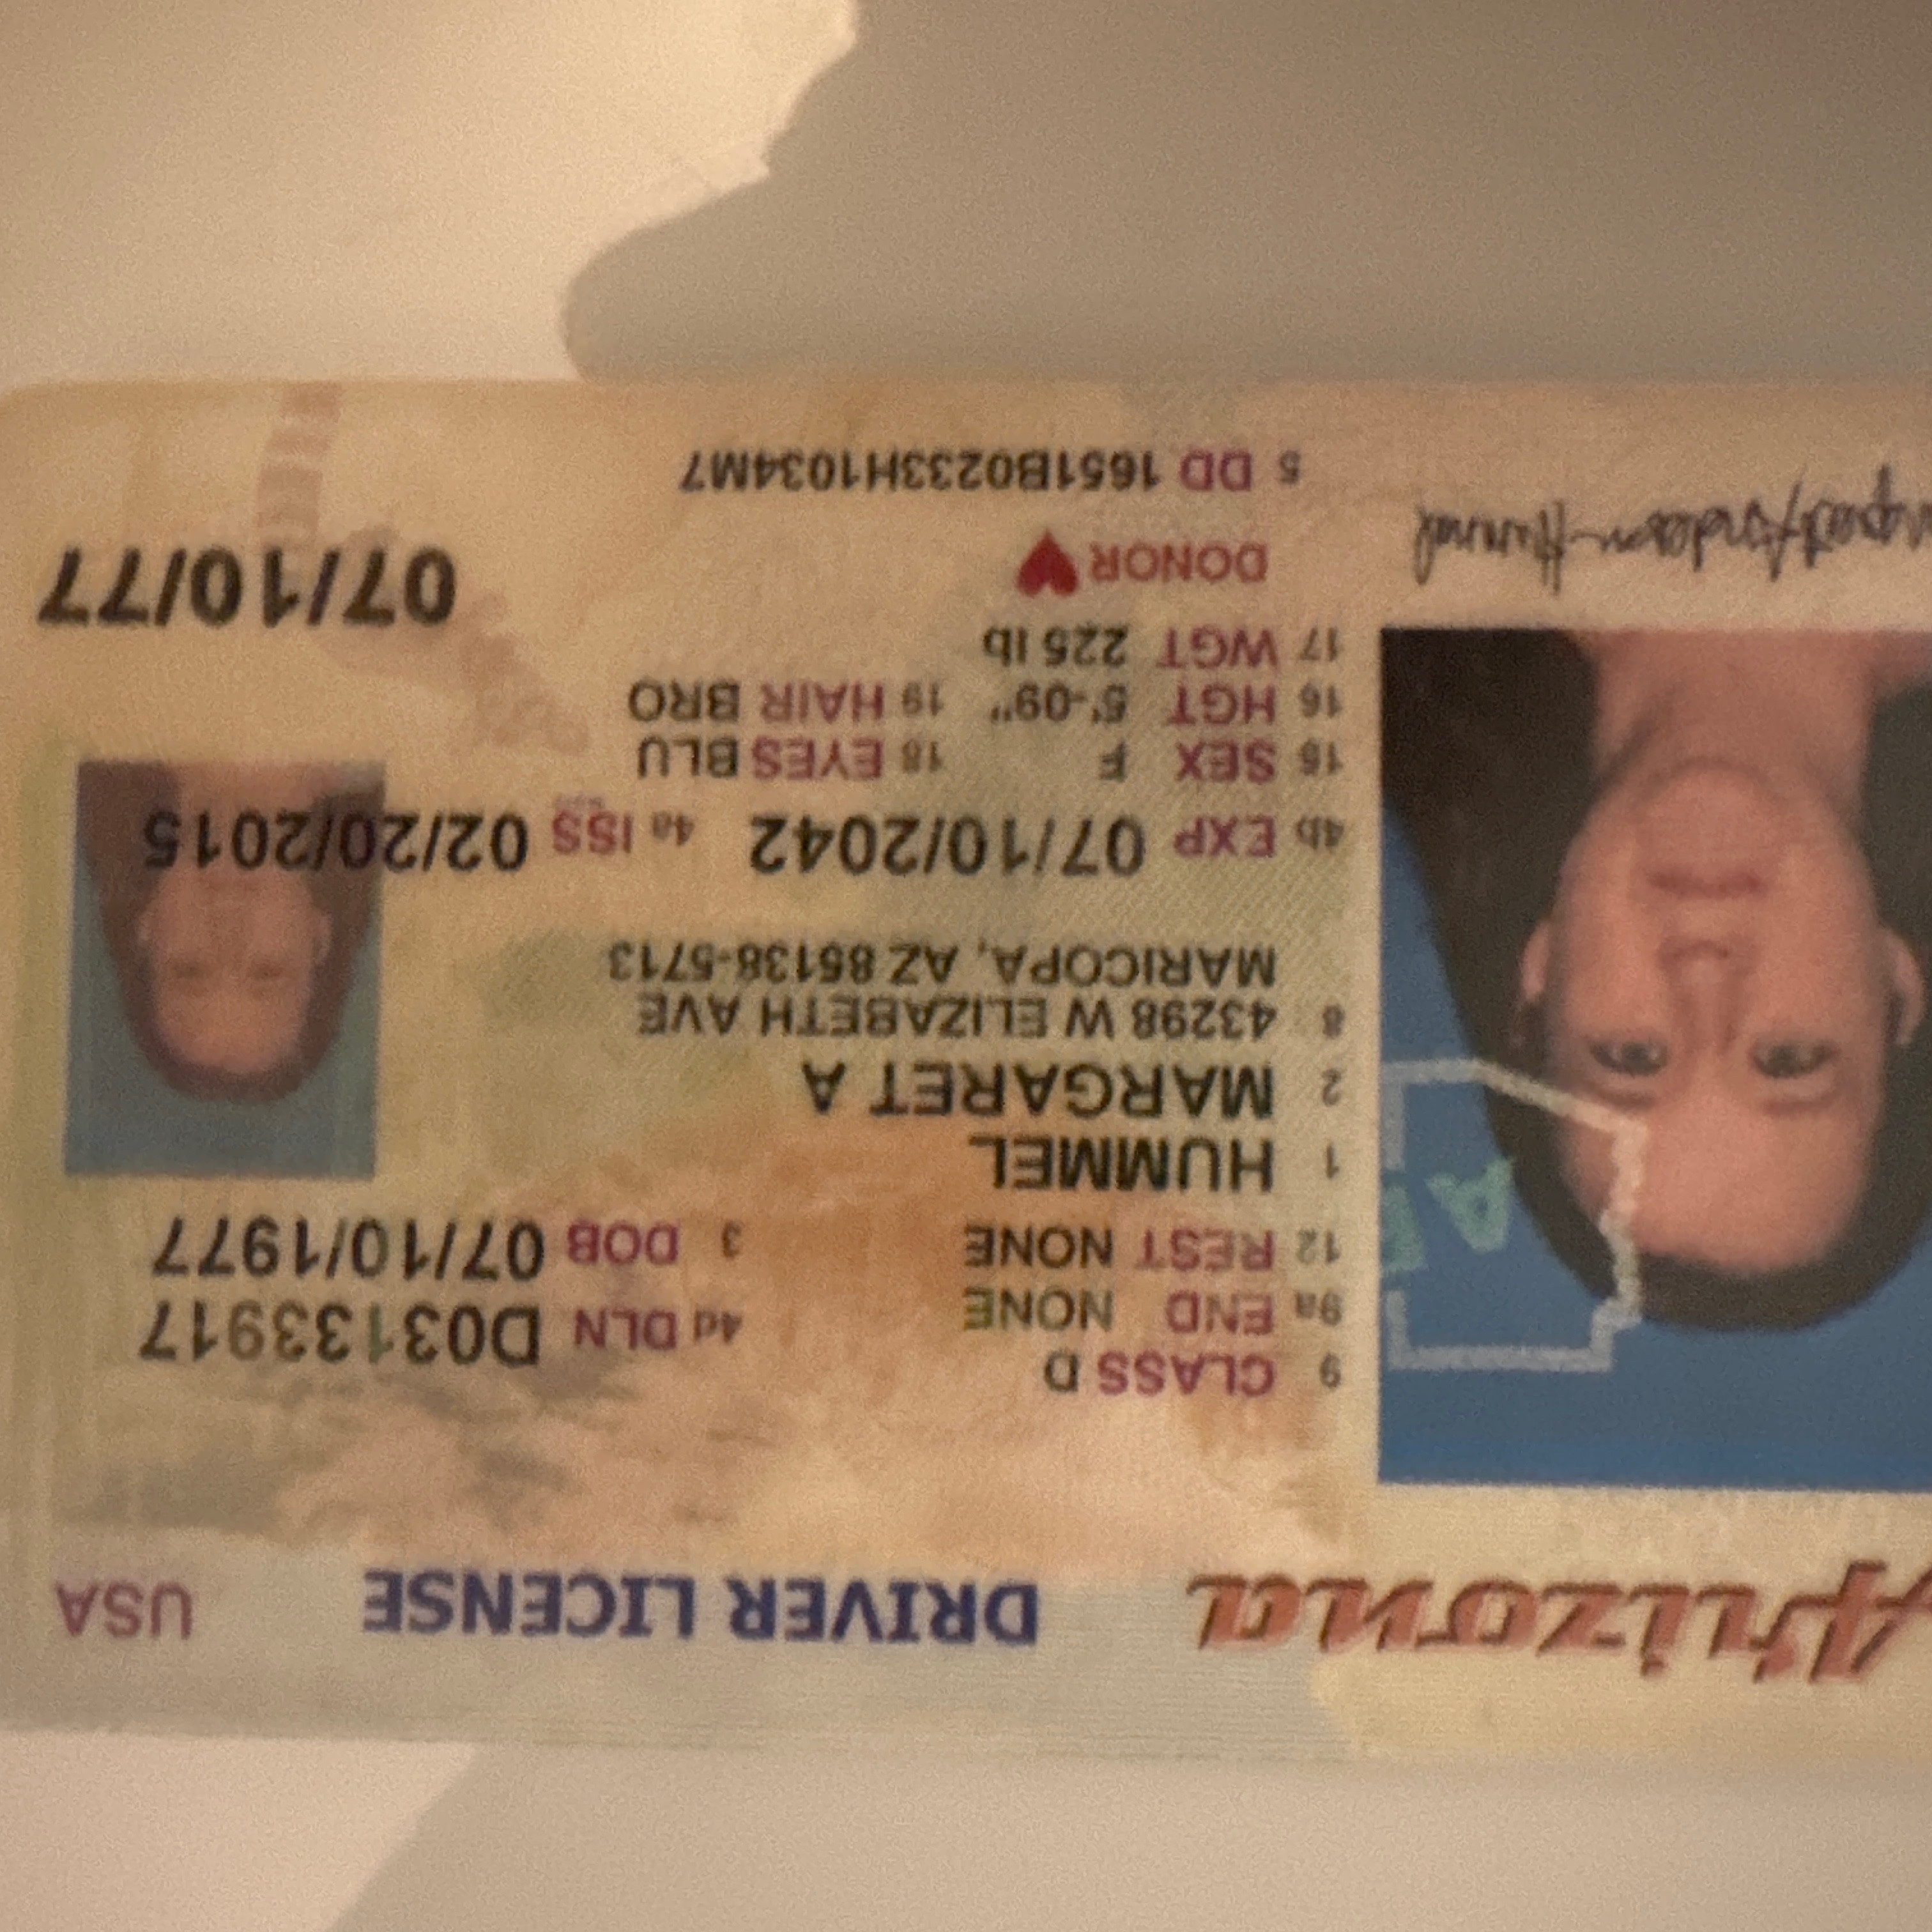 Arizona DRIVER LICENSE USA
9 CLASS D
9a END NONE
4d DLN D03133917
12 REST NONE
3 DOB 07/10/1977
1 HUMMEL
2 MARGARET A
8 43298 W ELIZABETH AVE
MARICOPA, AZ 85138-5713
4b EXP 07/10/2042 4a ISS 02/20/2015
15 SEX F 18 EYES BLU
16 HGT 5'-09" 19 HAIR BRO
17 WGT 225 lb
DONOR
07/10/77
5 DD 1651B0233H1034M7